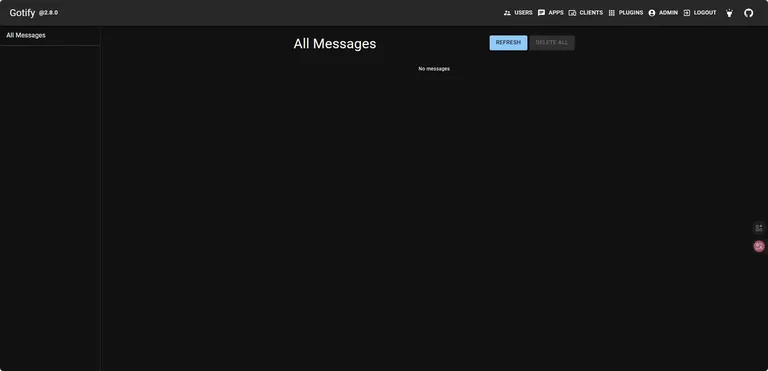 Gotify @2.8.0 USERS APPS CLIENTS PLUGINS ADMIN LOGOUT
All Messages
All Messages REFRESH DELETE ALL
No messages